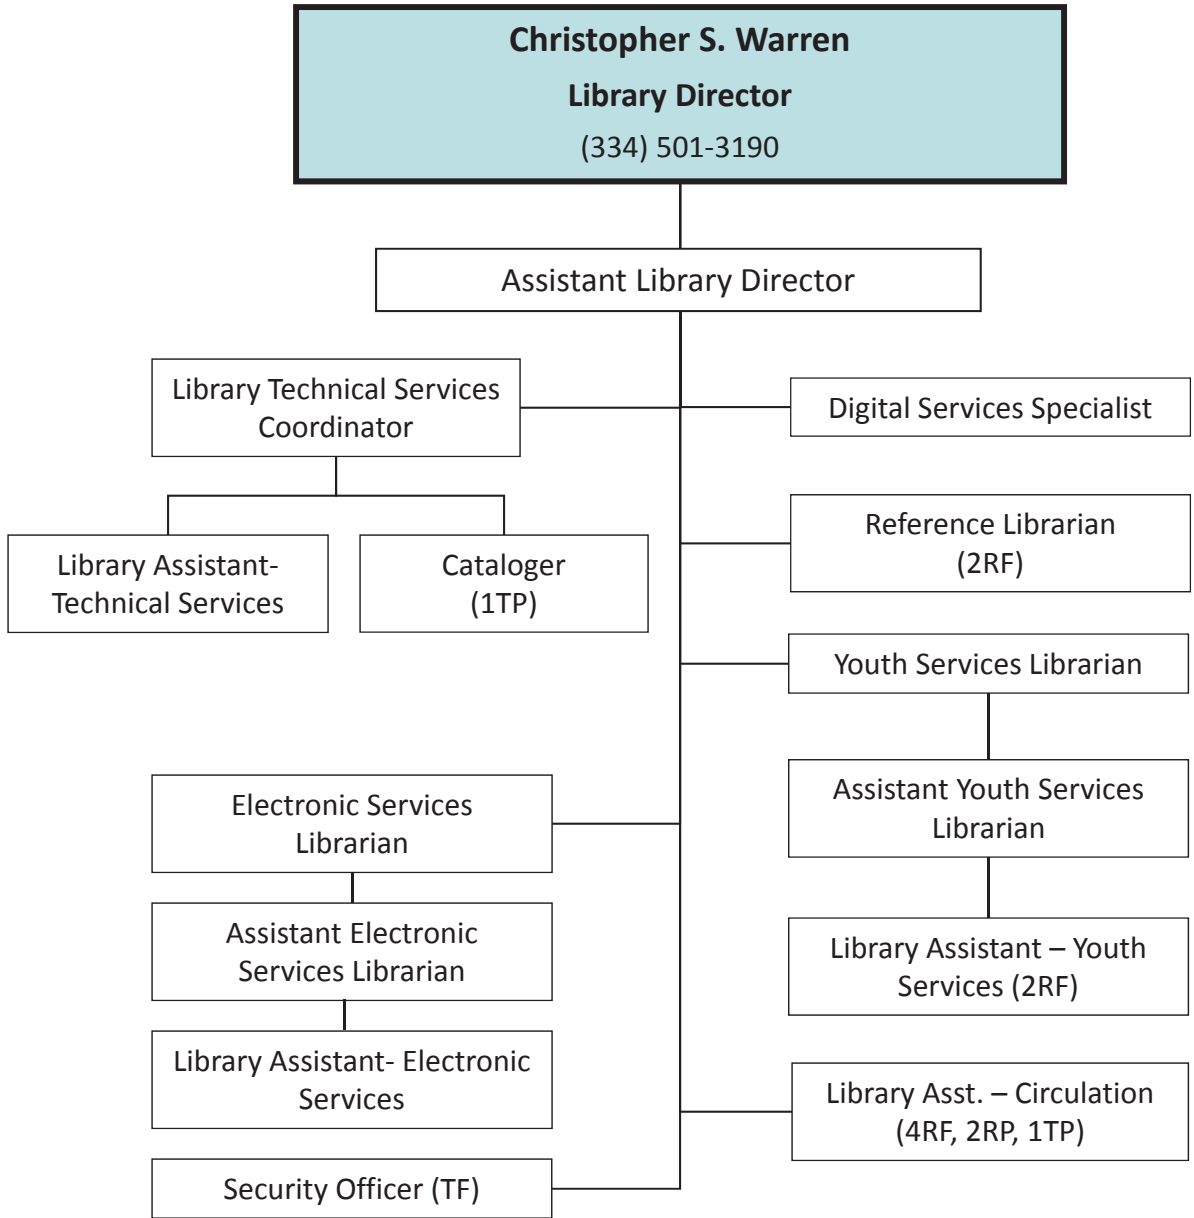 Christopher S. Warren
Library Director
(334) 501-3190
Assistant Library Director
Library Technical Services
Coordinator
Digital Services Specialist
Library Assistant-
Technical Services
Cataloger
(1TP)
Reference Librarian
(2RF)
Youth Services Librarian
Electronic Services
Librarian
Assistant Youth Services
Librarian
Assistant Electronic
Services Librarian
Library Assistant – Youth
Services (2RF)
Library Assistant- Electronic
Services
Library Asst. – Circulation
(4RF, 2RP, 1TP)
Security Officer (TF)